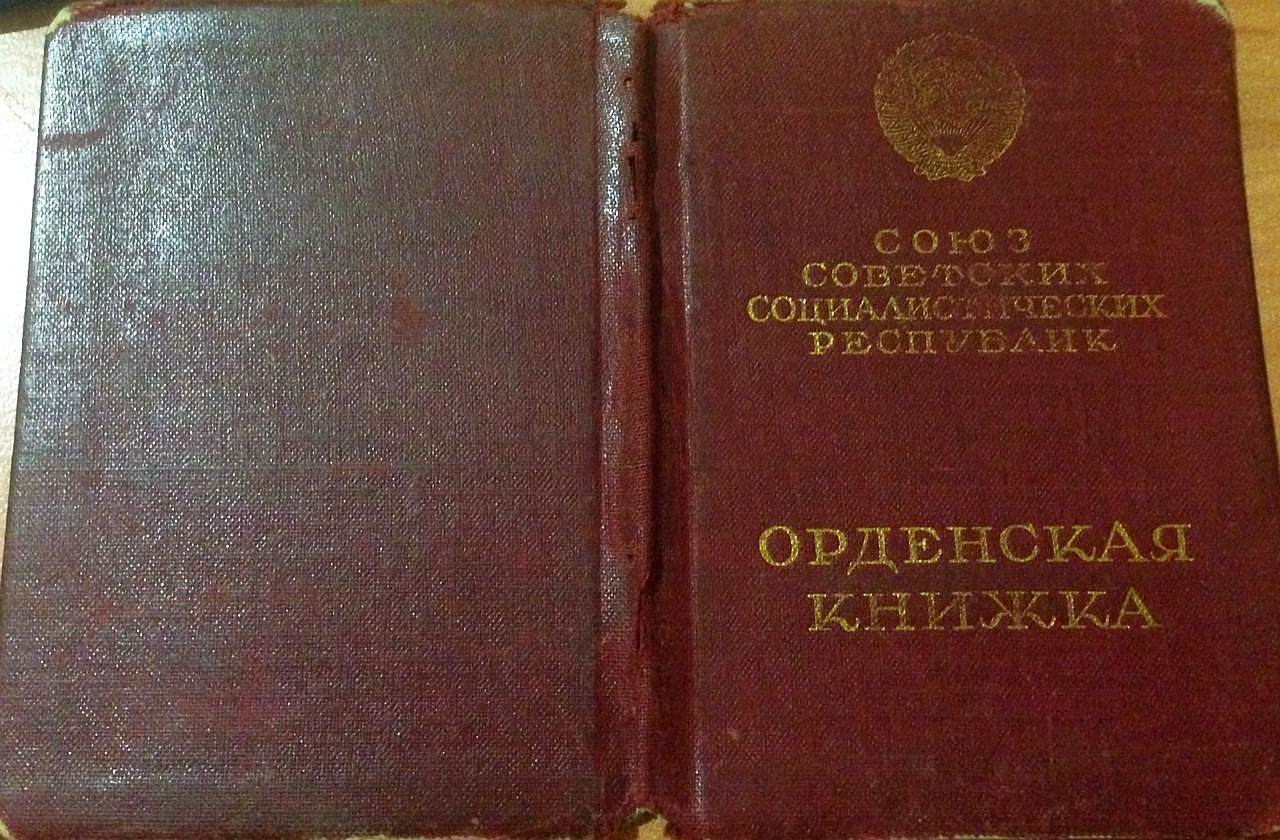 СОЮЗ
СОВЕТСКИХ
СОЦИАЛИСТИЧЕСКИХ
РЕСПУБЛИК
ОРДЕНСКАЯ
КНИЖКА